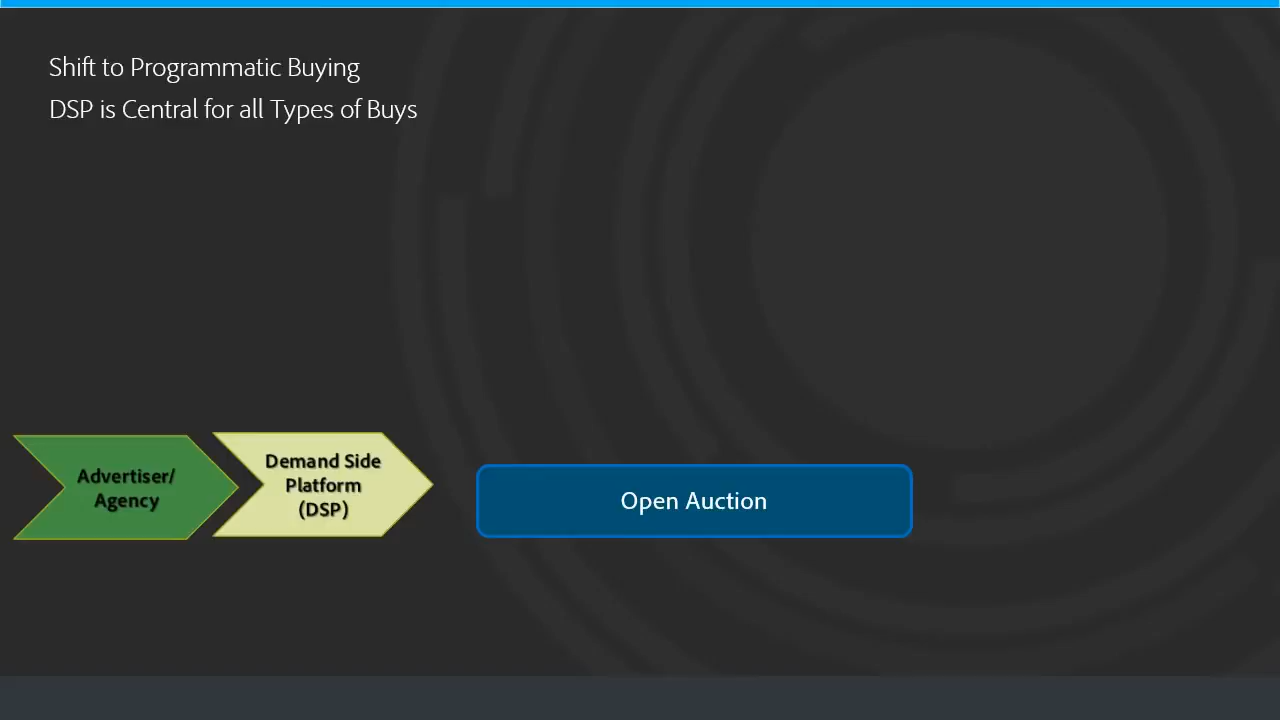 Shift to Programmatic Buying
DSP is Central for all Types of Buys
Advertiser/
Agency
Demand Side
Platform
(DSP)
Open Auction